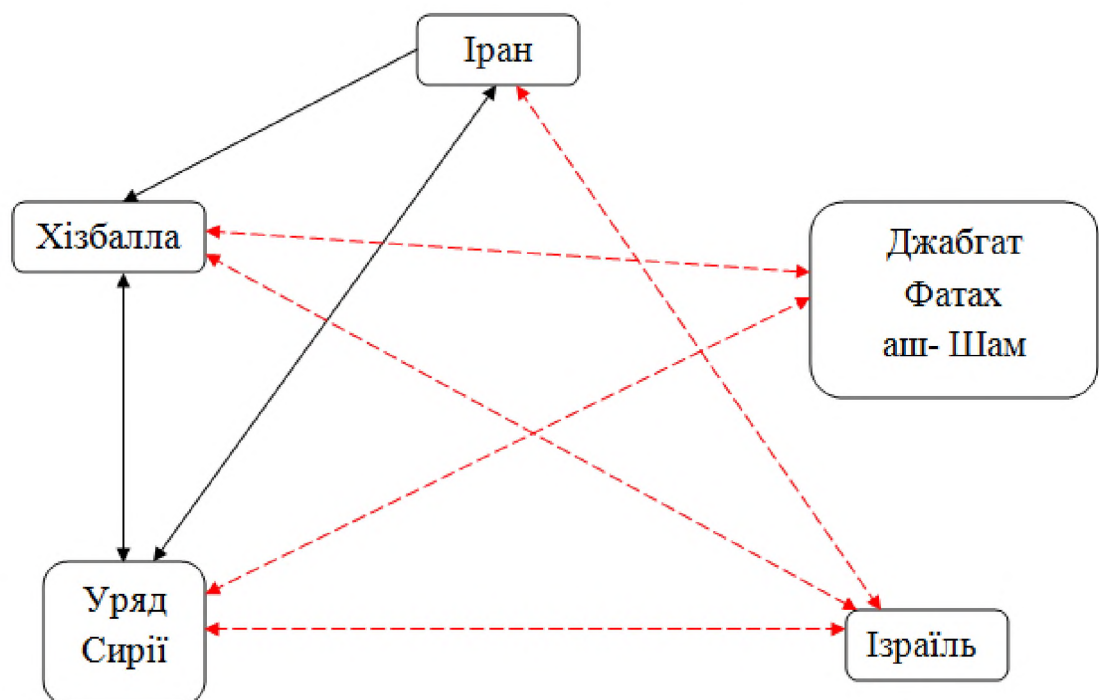 Іран
Хізбалла
Джабгат
Фатах
аш- Шам
Уряд
Сирії
Ізраїль